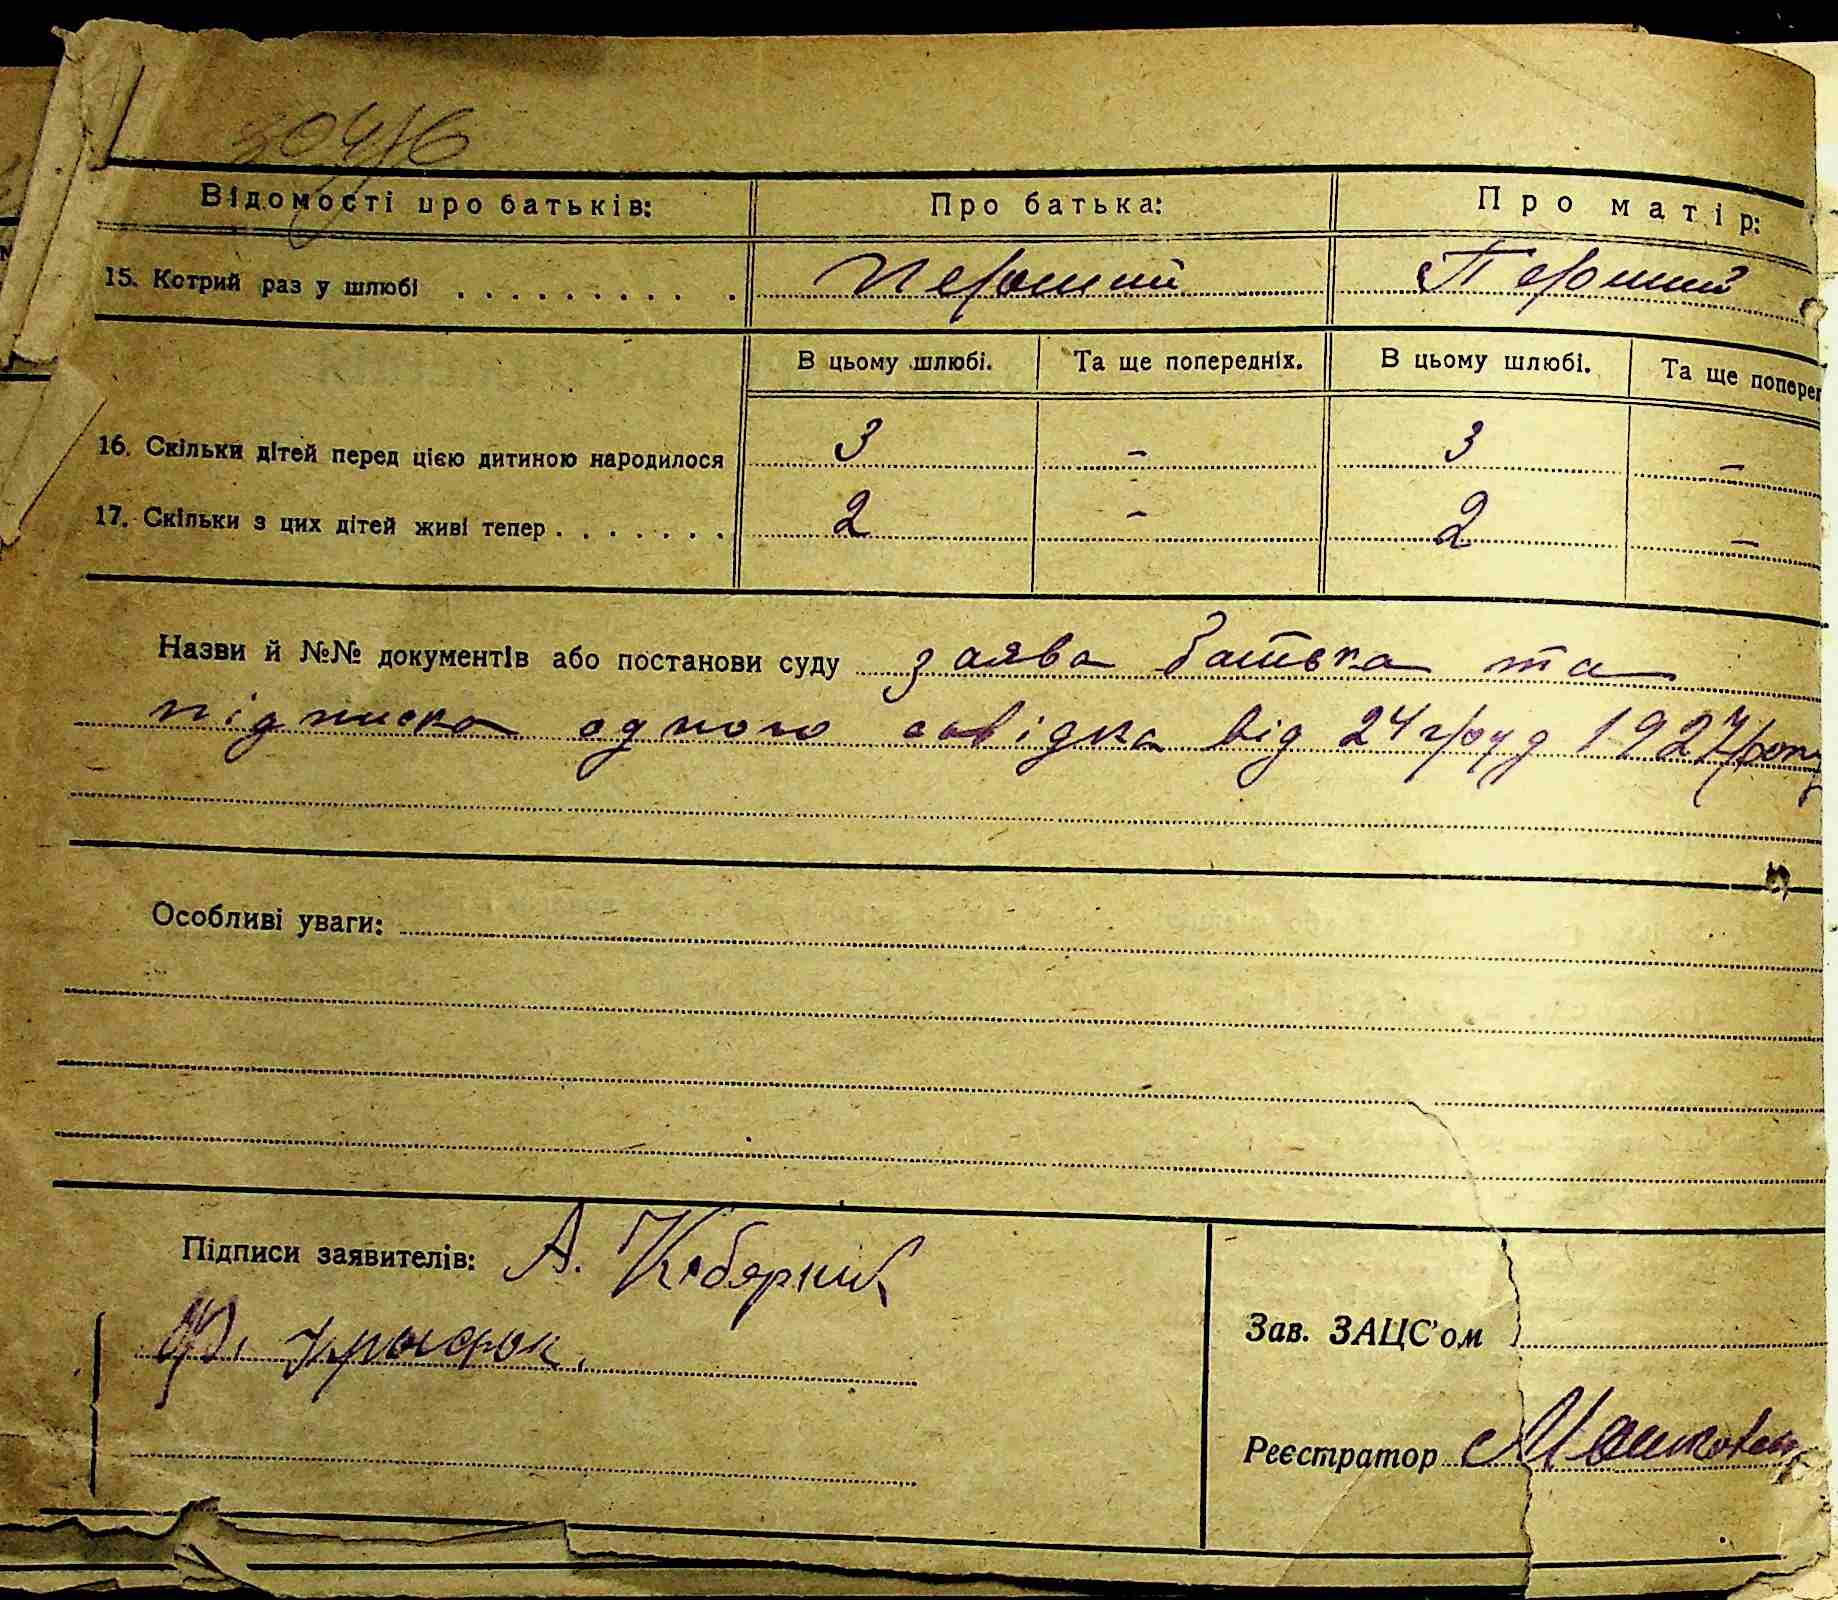 Відомості про батьків: Про батька: Про матір:
15. Котрий раз у шлюбі . . . . . . . . . . Перший Перший
В цьому шлюбі. Та ще попередніх. В цьому шлюбі. Та ще поперед
16. Скільки дітей перед цією дитиною народилося 3 - 3 -
17. Скільки з цих дітей живі тепер . . . . . . . 2 - 2 -
Назви й №№ документів або постанови суду заява батька та
підписка одного свідка від 24 груд 1927 року
Особливі уваги:
Підписи заявителів: А. Кобярний
Зав. ЗАЦС'ом
Реєстратор